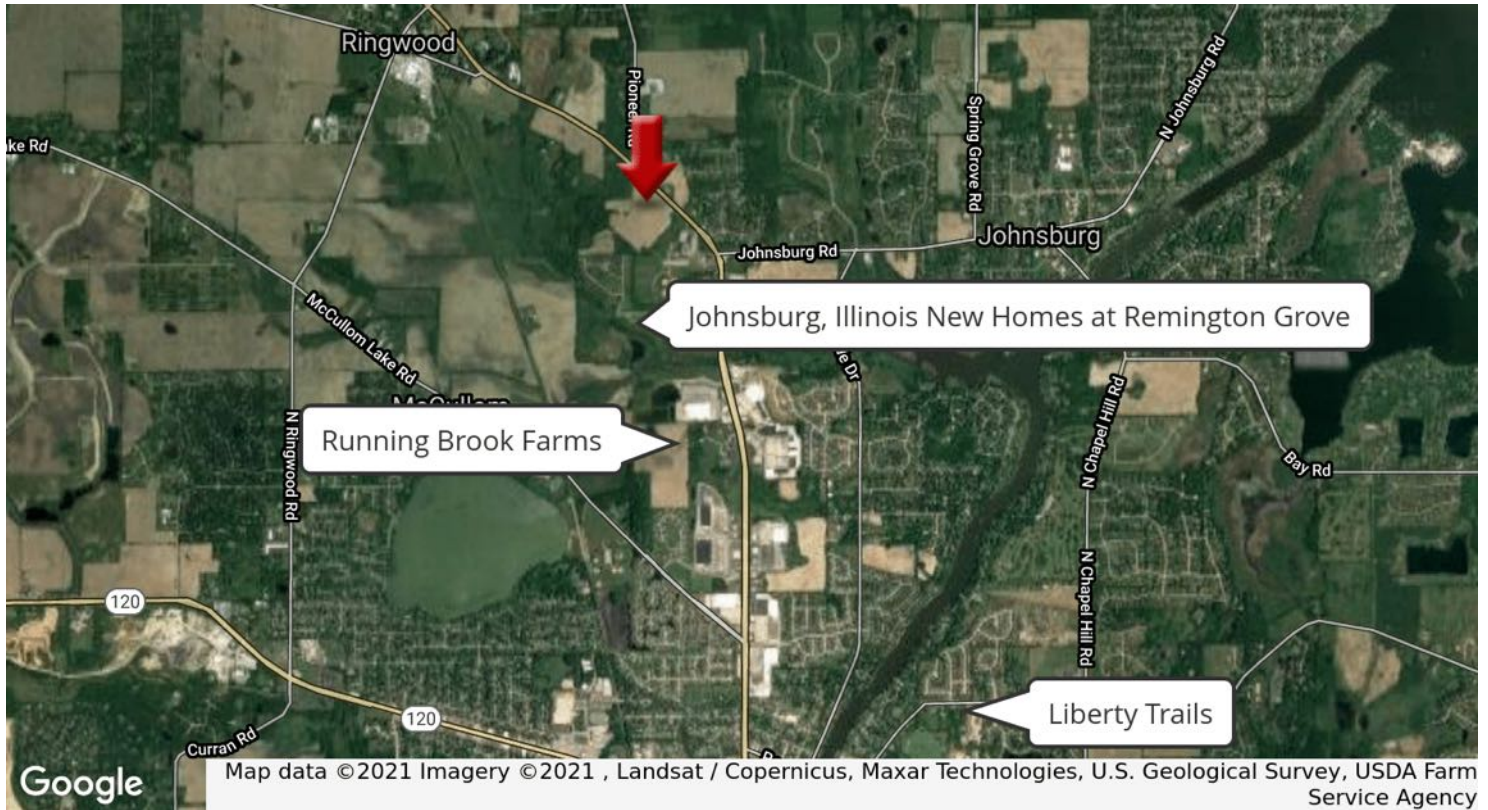 Ringwood
Pioneer Rd
Spring Grove Rd
N Johnsburg Rd
ke Rd
Johnsburg Rd
Johnsburg
Johnsburg, Illinois New Homes at Remington Grove
McCullom Lake Rd
McCullom
Running Brook Farms
N Ringwood Rd
e Dr
N Chapel Hill Rd
Bay Rd
N Chapel Hill Rd
120
120
Liberty Trails
Curran Rd
Google
Map data ©2021 Imagery ©2021 , Landsat / Copernicus, Maxar Technologies, U.S. Geological Survey, USDA Farm
Service Agency